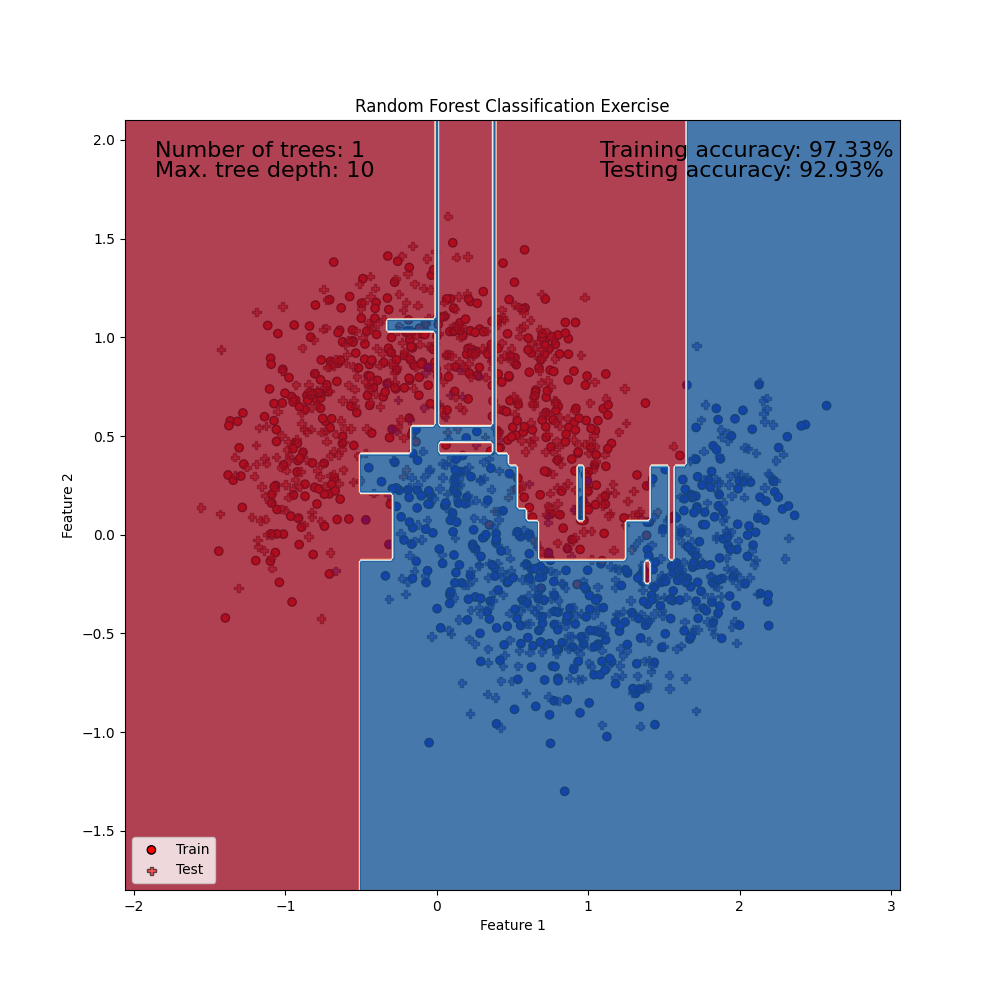 Random Forest Classification Exercise
Number of trees: 1
Max. tree depth: 10
Training accuracy: 97.33%
Testing accuracy: 92.93%
2.0
1.5
1.0
0.5
0.0
−0.5
−1.0
−1.5
Feature 2
Train
Test
−2
−1
0
1
2
3
Feature 1